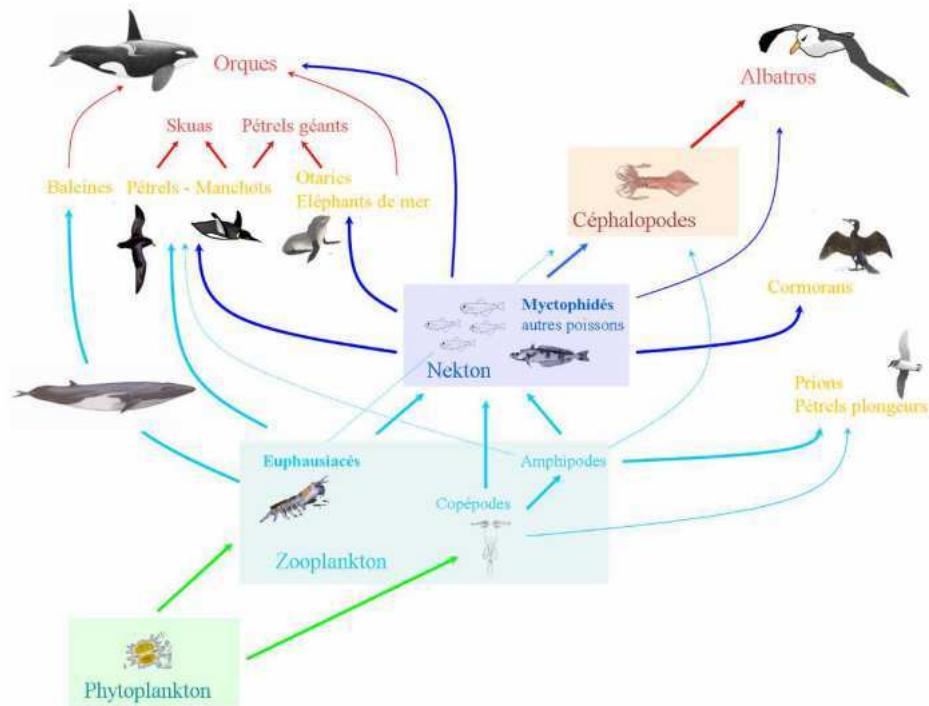 Orques
Albatros
Skuas
Pétrels géants
Baleines
Pétrels - Manchots
Otaries
Eléphants de mer
Céphalopodes
Cormorans
Myctophidés
autres poissons
Nekton
Prions
Pétrels plongeurs
Euphausiacés
Amphipodes
Copépodes
Zooplankton
Phytoplankton